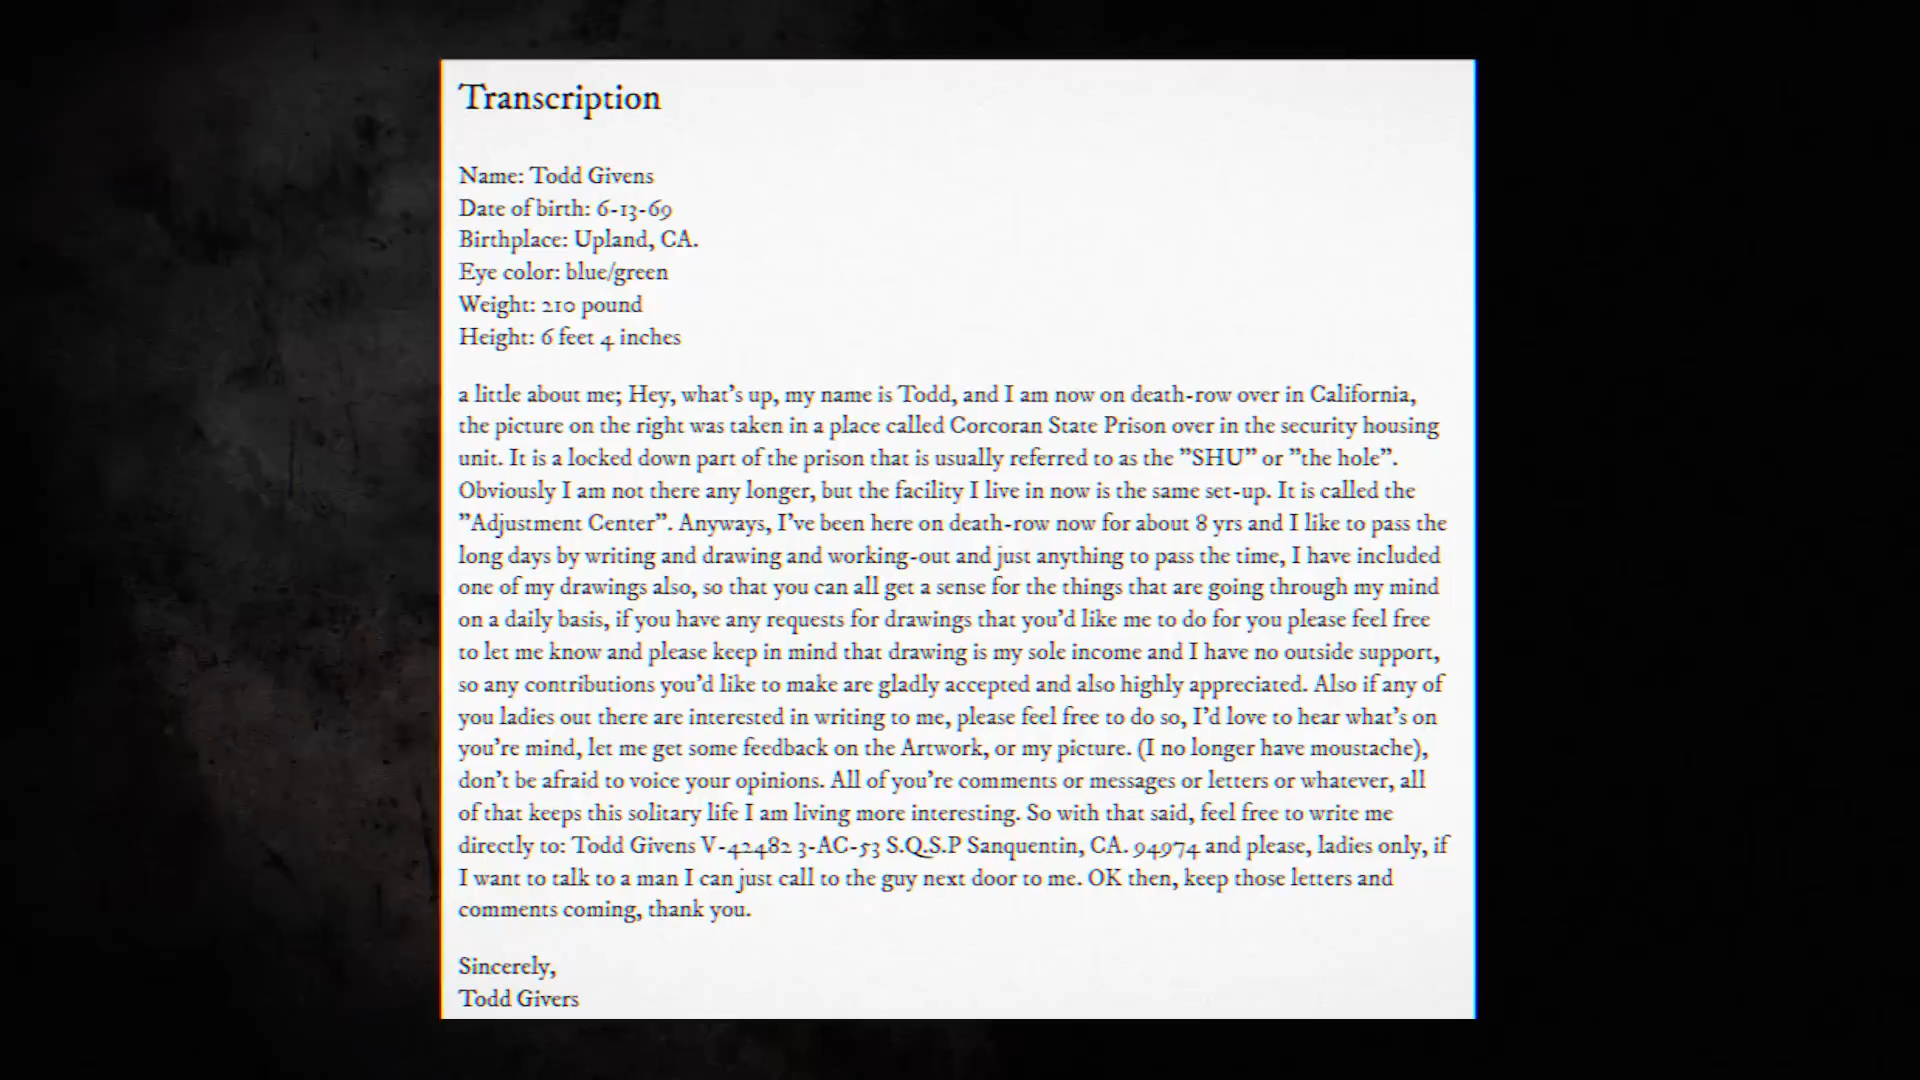 Transcription
Name: Todd Givens
Date of birth: 6-13-69
Birthplace: Upland, CA.
Eye color: blue/green
Weight: 210 pound
Height: 6 feet 4 inches
a little about me; Hey, what's up, my name is Todd, and I am now on death-row over in California,
the picture on the right was taken in a place called Corcoran State Prison over in the security housing
unit. It is a locked down part of the prison that is usually referred to as the ”SHU” or ”the hole”.
Obviously I am not there any longer, but the facility I live in now is the same set-up. It is called the
”Adjustment Center”. Anyways, I've been here on death-row now for about 8 yrs and I like to pass the
long days by writing and drawing and working-out and just anything to pass the time, I have included
one of my drawings also, so that you can all get a sense for the things that are going through my mind
on a daily basis, if you have any requests for drawings that you'd like me to do for you please feel free
to let me know and please keep in mind that drawing is my sole income and I have no outside support,
so any contributions you'd like to make are gladly accepted and also highly appreciated. Also if any of
you ladies out there are interested in writing to me, please feel free to do so, I'd love to hear what's on
you're mind, let me get some feedback on the Artwork, or my picture. (I no longer have moustache),
don't be afraid to voice your opinions. All of you're comments or messages or letters or whatever, all
of that keeps this solitary life I am living more interesting. So with that said, feel free to write me
directly to: Todd Givens V-42482 3-AC-53 S.Q.S.P Sanquentin, CA. 94974 and please, ladies only, if
I want to talk to a man I can just call to the guy next door to me. OK then, keep those letters and
comments coming, thank you.
Sincerely,
Todd Givers